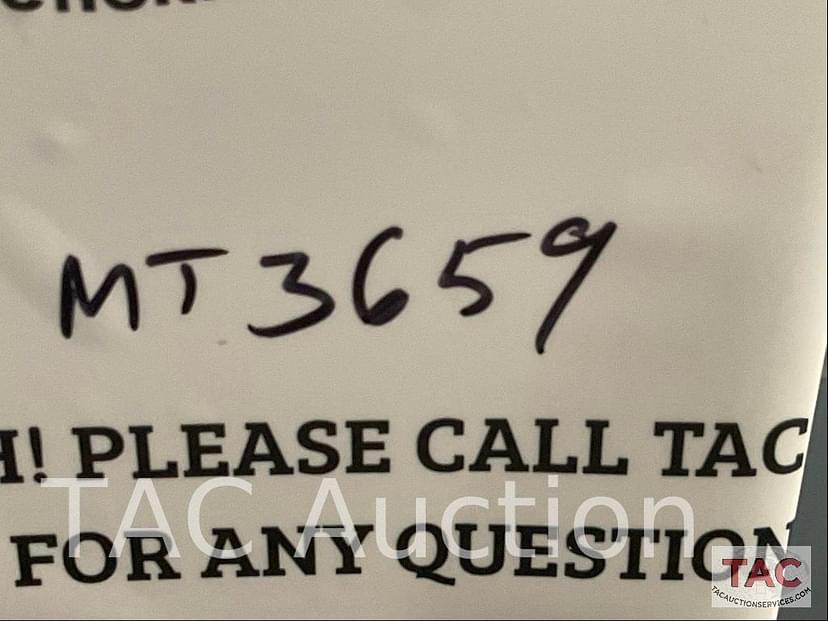 MT3659
H! PLEASE CALL TAC
FOR ANY QUESTION
TAC Auction
TAC
TACAUCTIONSERVICES.COM